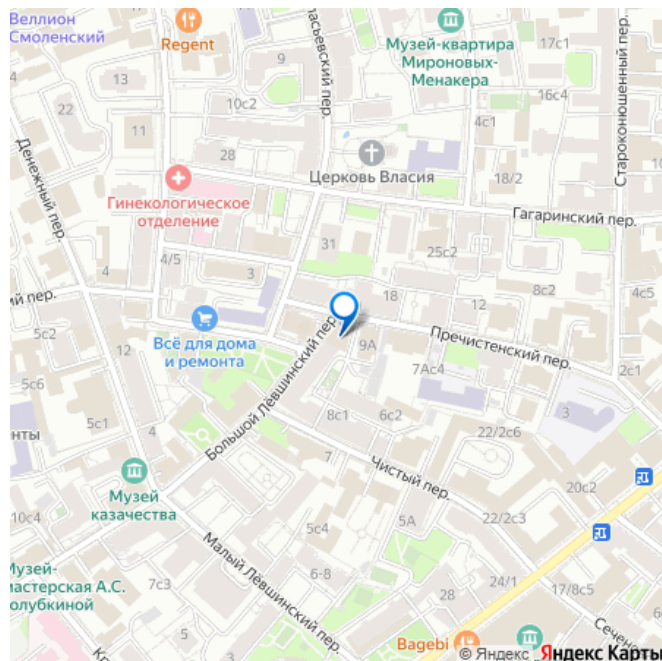 Веллион
Смоленский
Regent
13
9
10с2
Музей-квартира
Мироновых-
Менакера
17с1
16с4
4с1
18/2
Староконюшенный пер.
22
11
28
Церковь Власия
Гинекологическое
отделение
Гагаринский пер.
Денежный пер.
31
25с2
4
4/5
3
18
12
8с2
5с2
12
Всё для дома
и ремонта
9А
Пречистенский пер.
2с1
5с6
7Ас4
5с1
4
Большой Лёвшинский пер.
8с1
6с2
3
22/2с6
7
Чистый пер.
20с2
Музей
казачества
10с4
5с4
5А
22/2с3
Малый Лёвшинский пер.
7с3
6-8
24/1
17/8с5
28
Bagebi
© Яндекс Яндекс Карты